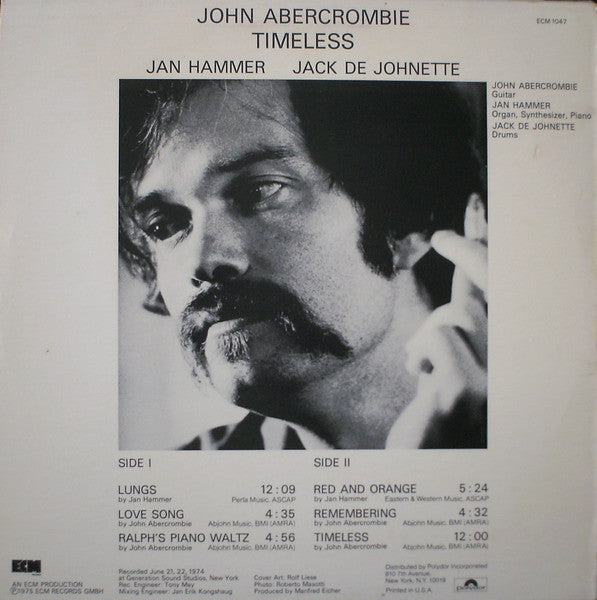 JOHN ABERCROMBIE
ECM 1047
TIMELESS
JAN HAMMER JACK DE JOHNETTE
JOHN ABERCROMBIE
Guitar
JAN HAMMER
Organ, Synthesizer, Piano
JACK DE JOHNETTE
Drums
SIDE I
LUNGS 12:09
by Jan Hammer Perla Music, ASCAP
LOVE SONG 4:35
by John Abercrombie Abjohn Music, BMI (AMRA)
RALPH'S PIANO WALTZ 4:56
by John Abercrombie Abjohn Music, BMI (AMRA)
SIDE II
RED AND ORANGE 5:24
by Jan Hammer Eastern & Western Music, ASCAP
REMEMBERING 4:32
by John Abercrombie Abjohn Music, BMI (AMRA)
TIMELESS 12:00
by John Abercrombie Abjohn Music, BMI (AMRA)
ECM
AN ECM PRODUCTION
Ⓟ1975 ECM RECORDS GMBH
Recorded June 21, 22, 1974
at Generation Sound Studios, New York
Rec. Engineer: Tony May
Mixing Engineer: Jan Erik Kongshaug
Cover Art: Rolf Liese
Photo: Roberto Masotti
Produced by Manfred Eicher
Distributed by Polydor Incorporated
810 7th Avenue,
New York, N.Y. 10019
Printed in U.S.A.
polydor